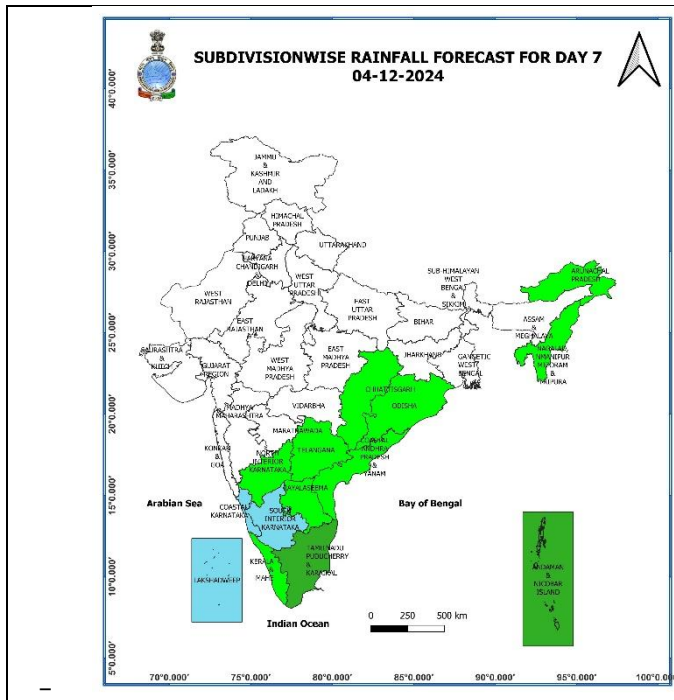 SUBDIVISIONWISE RAINFALL FORECAST FOR DAY 7
04-12-2024
40°0.000'
35°0.000'
30°0.000'
25°0.000'
20°0.000'
15°0.000'
10°0.000'
5°0.000'
JAMMU
&
KASHMIR
AND
LADAKH
HIMACHAL
PRADESH
PUNJAB
UTTARAKHAND
CHANDIGARH
&
DELHI
WEST
UTTAR
PRADESH
WEST
RAJASTHAN
EAST
RAJASTHAN
EAST
UTTAR
PRADESH
SUB-HIMALAYAN
WEST
BENGAL
&
SIKKIM
ARUNACHAL
PRADESH
ASSAM
&
MEGHALAYA
BIHAR
JHARKHAND
GANGETIC
WEST
BENGAL
MIZORAM
&
TRIPURA
SAURASHTRA
&
KUTCH
GUJARAT
REGION
WEST
MADHYA
PRADESH
EAST
MADHYA
PRADESH
CHHATTISGARH
ODISHA
MADHYA
MAHARASHTRA
VIDARBHA
MARATHAWADA
KONKAN
&
GOA
NORTH
INTERIOR
KARNATAKA
TELANGANA
COASTAL
ANDHRA
PRADESH
&
YANAM
RAYALASEEMA
Arabian Sea
Bay of Bengal
COASTAL
KARNATAKA
SOUTH
INTERIOR
KARNATAKA
LAKSHADWEEP
KERALA
&
MAHE
TAMILNADU
PUDUCHERRY
&
KARAIKAL
ANDAMAN &
NICOBAR
ISLAND
0 250 500 km
Indian Ocean
70°0.000' 75°0.000' 80°0.000' 85°0.000' 90°0.000' 95°0.000' 100°0.0